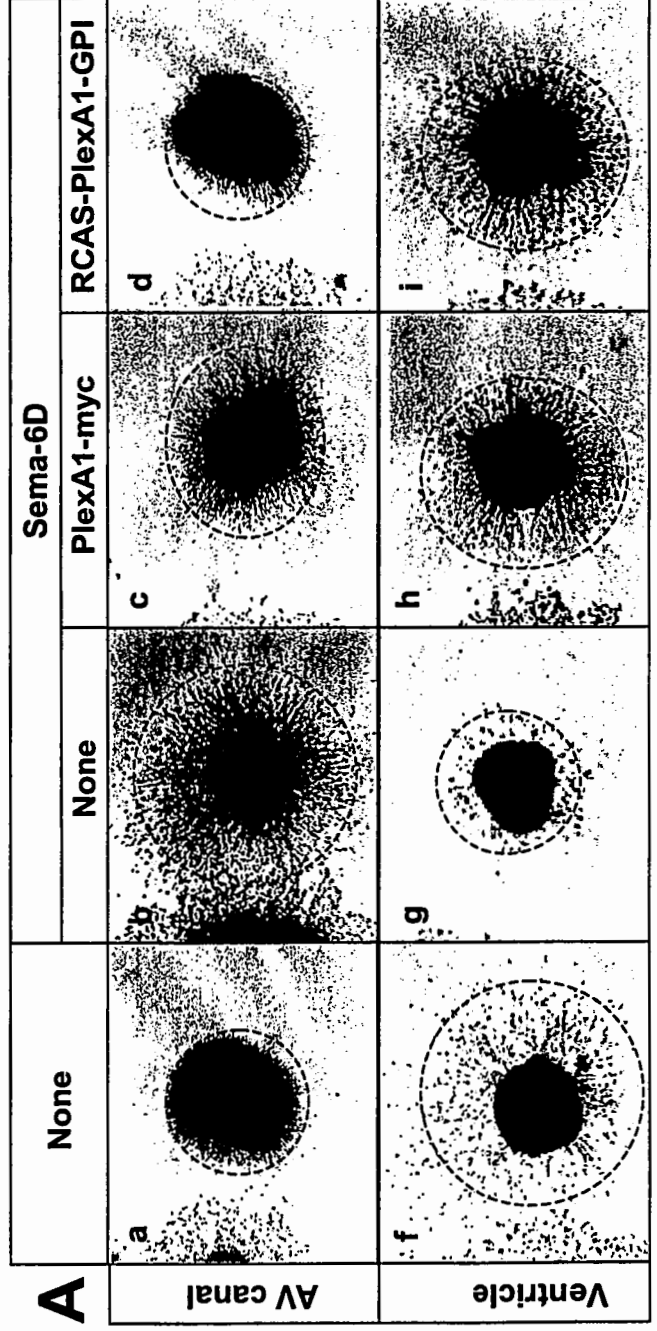 A
None
Sema-6D
None
PlexA1-myc
RCAS-PlexA1-GPI
AV canal
a
b
c
d
Ventricle
f
g
h
i